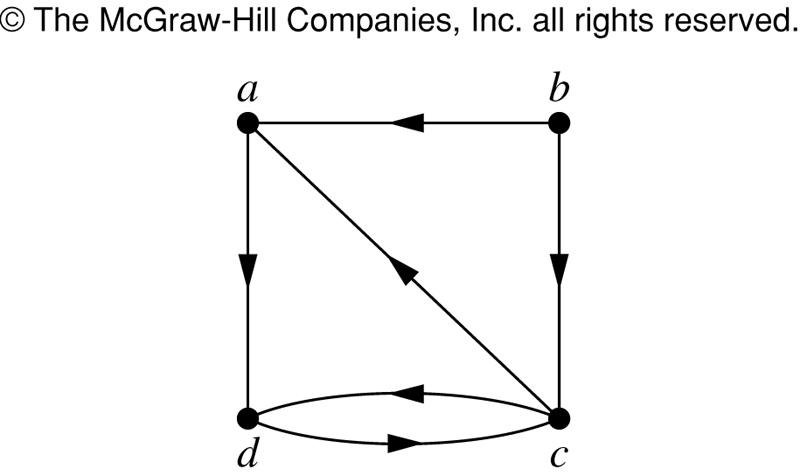 © The McGraw-Hill Companies, Inc. all rights reserved.
a b
d c